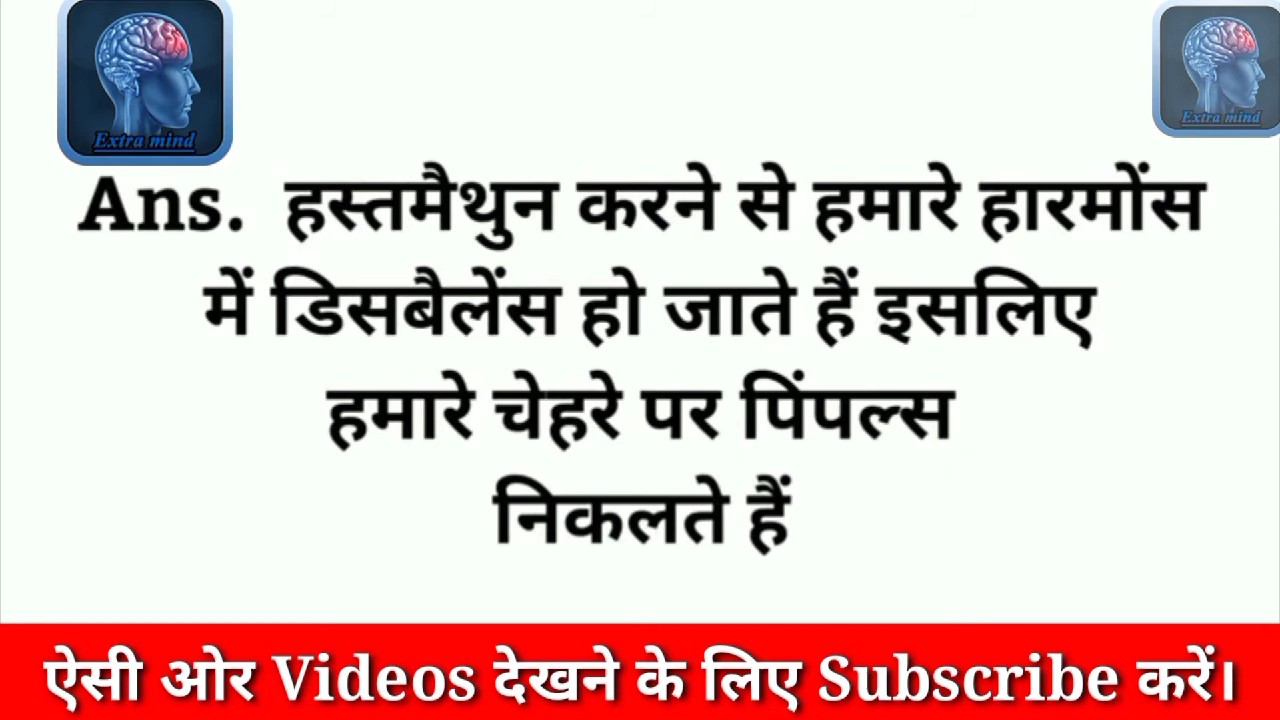 Extra mind
Extra mind
Ans. हस्तमैथुन करने से हमारे हारमोंस
में डिसबैलेंस हो जाते हैं इसलिए
हमारे चेहरे पर पिंपल्स
निकलते हैं
ऐसी ओर Videos देखने के लिए Subscribe करें।